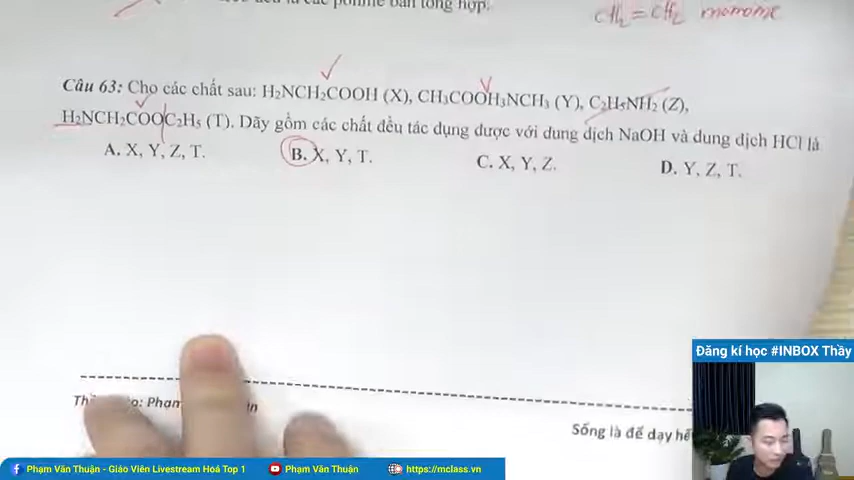 các polime bán tổng hợp.
CH₂ = CH₂ monome
Câu 63: Cho các chất sau: H₂NCH₂COOH (X), CH₃COOH₃NCH₃ (Y), C₂H₅NH₂ (Z),
H₂NCH₂COOC₂H₅ (T). Dãy gồm các chất đều tác dụng được với dung dịch NaOH và dung dịch HCl là
A. X, Y, Z, T. B. X, Y, T. C. X, Y, Z. D. Y, Z, T.
Đăng kí học #INBOX Thầy
Sống là để dạy
Phạm Văn Thuận - Giáo Viên Livestream Hoá Top 1 Phạm Văn Thuận https://mclass.vn